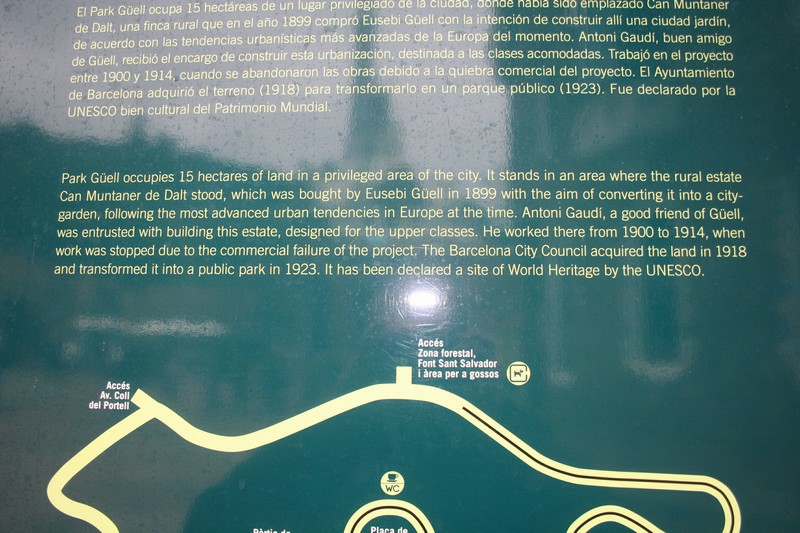 El Park Güell ocupa 15 hectáreas de un lugar privilegiado de la ciudad, donde había sido emplazado Can Muntaner
de Dalt, una finca rural que en el año 1899 compró Eusebi Güell con la intención de construir allí una ciudad jardín,
de acuerdo con las tendencias urbanísticas más avanzadas de la Europa del momento. Antoni Gaudí, buen amigo
de Güell, recibió el encargo de construir esta urbanización, destinada a las clases acomodadas. Trabajó en el proyecto
entre 1900 y 1914, cuando se abandonaron las obras debido a la quiebra comercial del proyecto. El Ayuntamiento
de Barcelona adquirió el terreno (1918) para transformarlo en un parque público (1923). Fue declarado por la
UNESCO bien cultural del Patrimonio Mundial.
Park Güell occupies 15 hectares of land in a privileged area of the city. It stands in an area where the rural estate
Can Muntaner de Dalt stood, which was bought by Eusebi Güell in 1899 with the aim of converting it into a city-
garden, following the most advanced urban tendencies in Europe at the time. Antoni Gaudí, a good friend of Güell,
was entrusted with building this estate, designed for the upper classes. He worked there from 1900 to 1914, when
work was stopped due to the commercial failure of the project. The Barcelona City Council acquired the land in 1918
and transformed it into a public park in 1923. It has been declared a site of World Heritage by the UNESCO.
Accés
Zona forestal,
Font Sant Salvador
i àrea per a gossos
Accés
Av. Coll
del Portell
WC
Plaça de